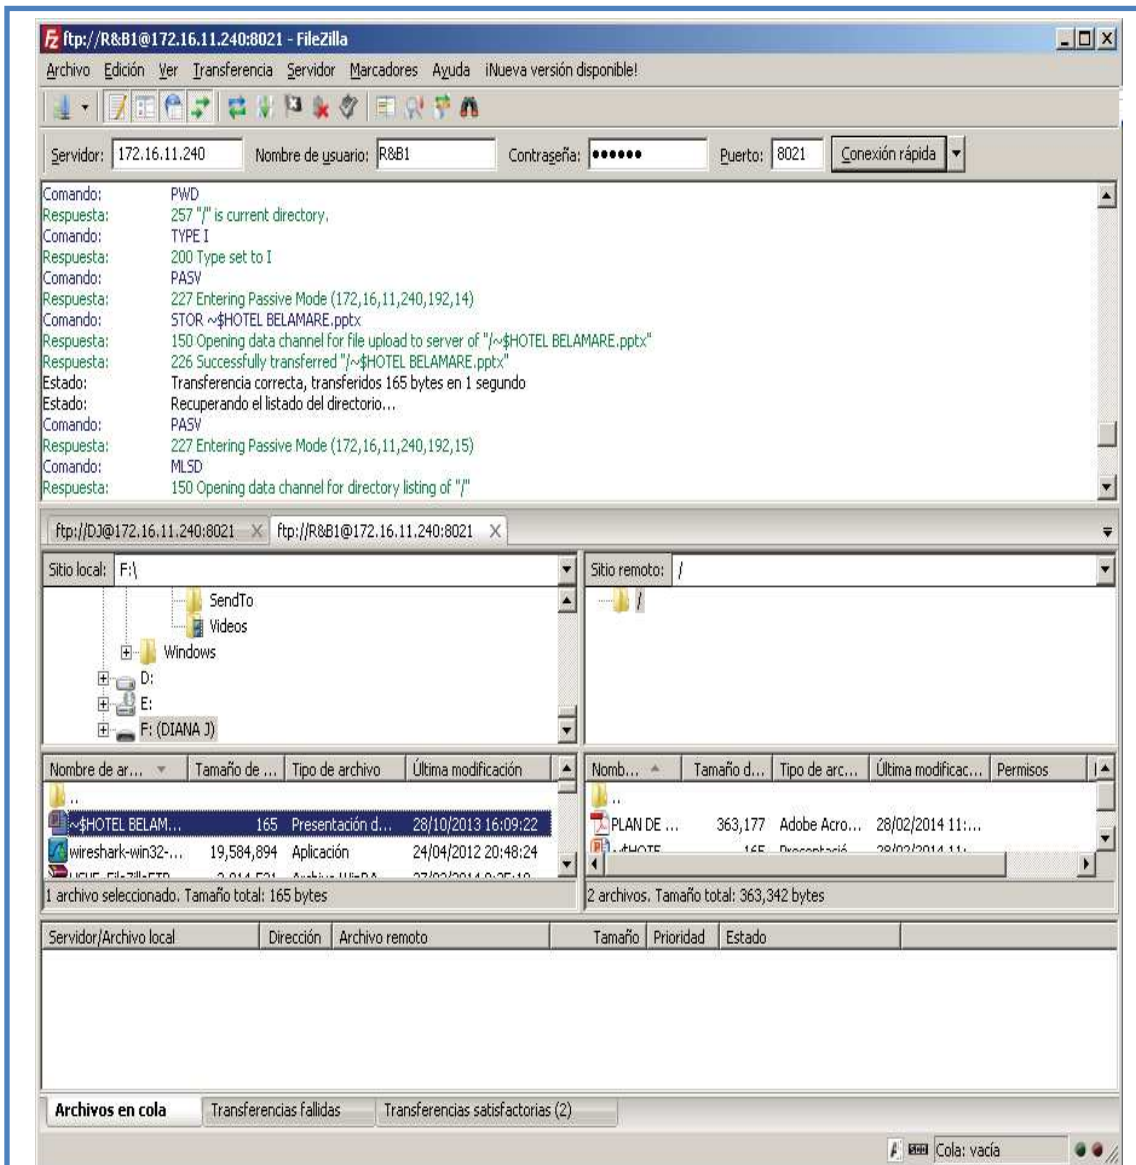 ftp://R&B1@172.16.11.240:8021 - FileZilla
Archivo Edición Ver Transferencia Servidor Marcadores Ayuda ¡Nueva versión disponible!
Servidor: 172.16.11.240 Nombre de usuario: R&B1 Contraseña: ●●●●●● Puerto: 8021 Conexión rápida
Comando: PWD
Respuesta: 257 "/" is current directory.
Comando: TYPE I
Respuesta: 200 Type set to I
Comando: PASV
Respuesta: 227 Entering Passive Mode (172,16,11,240,192,14)
Comando: STOR ~$HOTEL BELAMARE.pptx
Respuesta: 150 Opening data channel for file upload to server of "/~$HOTEL BELAMARE.pptx"
Respuesta: 226 Successfully transferred "/~$HOTEL BELAMARE.pptx"
Estado: Transferencia correcta, transferidos 165 bytes en 1 segundo
Estado: Recuperando el listado del directorio...
Comando: PASV
Respuesta: 227 Entering Passive Mode (172,16,11,240,192,15)
Comando: MLSD
Respuesta: 150 Opening data channel for directory listing of "/"
ftp://DJ@172.16.11.240:8021 X ftp://R&B1@172.16.11.240:8021 X
Sitio local: F:\
SendTo
Videos
Windows
D:
E:
F: (DIANA J)
Sitio remoto: /
/
Nombre de ar... Tamaño de ... Tipo de archivo Última modificación
..
~$HOTEL BELAM... 165 Presentación d... 28/10/2013 16:09:22
wireshark-win32-... 19,584,894 Aplicación 24/04/2012 20:48:24
1 archivo seleccionado. Tamaño total: 165 bytes
Nomb... Tamaño d... Tipo de arc... Última modificac... Permisos
..
PLAN DE ... 363,177 Adobe Acro... 28/02/2014 11:...
~$HOTE... 165 Presentació... 28/02/2014 11:...
2 archivos. Tamaño total: 363,342 bytes
Servidor/Archivo local Dirección Archivo remoto Tamaño Prioridad Estado
Archivos en cola Transferencias fallidas Transferencias satisfactorias (2)
Cola: vacía